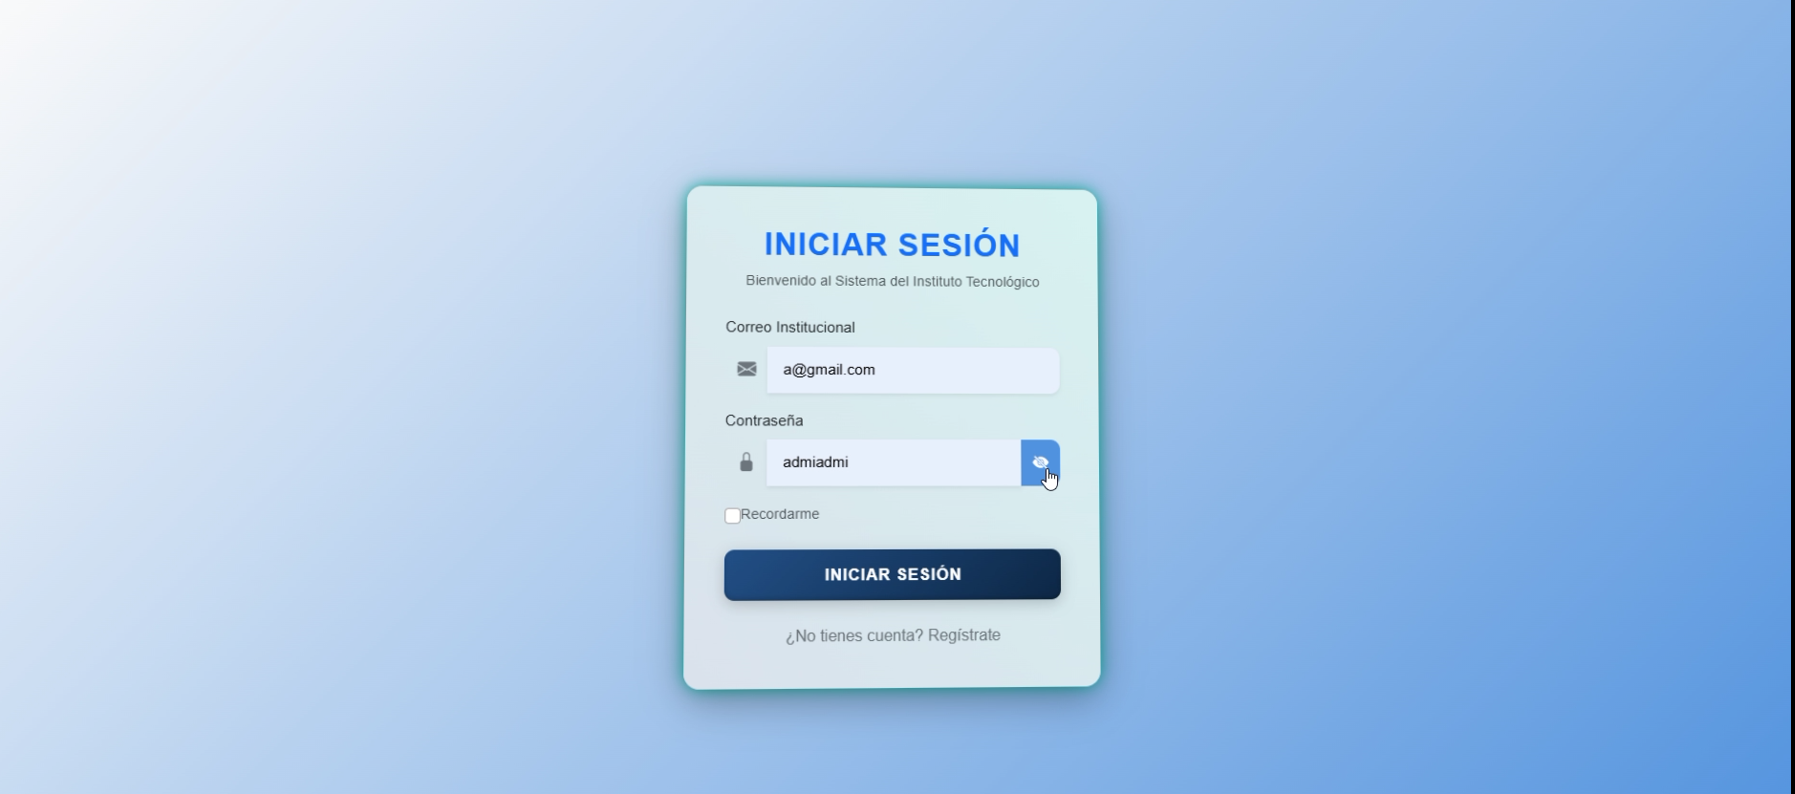 INICIAR SESIÓN
Bienvenido al Sistema del Instituto Tecnológico
Correo Institucional
a@gmail.com
Contraseña
admiadmi
Recordarme
INICIAR SESIÓN
¿No tienes cuenta? Regístrate